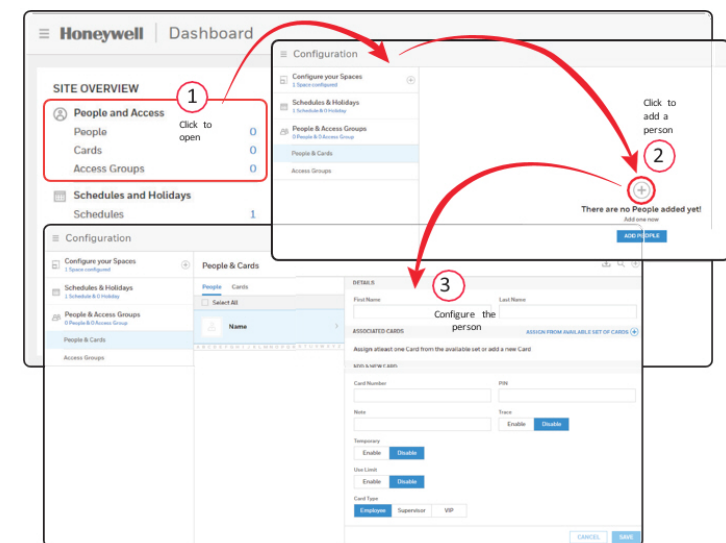 Honeywell Dashboard
SITE OVERVIEW
People and Access
People 0
Cards 0
Access Groups 0
Schedules and Holidays
Schedules 1
1
Click to
open
Configuration
Configure your Spaces
1 Space configured
Schedules & Holidays
1 Schedule & 0 Holiday
People & Access Groups
0 People & 0 Access Group
People & Cards
Access Groups
Click to
add a
person
2
There are no People added yet!
Add one now
ADD PEOPLE
Configuration
Configure your Spaces
1 Space configured
Schedules & Holidays
1 Schedule & 0 Holiday
People & Access Groups
0 People & 0 Access Group
People & Cards
Access Groups
People & Cards
People Cards
Select All
Name
3
Configure the
person
DETAILS
First Name Last Name
ASSOCIATED CARDS ASSIGN FROM AVAILABLE SET OF CARDS
Assign atleast one Card from the available set or add a new Card
ADD A NEW CARD
Card Number PIN
Note Trace
Enable Disable
Temporary
Enable Disable
Use Limit
Enable Disable
Card Type
Employee Supervisor VIP
CANCEL SAVE